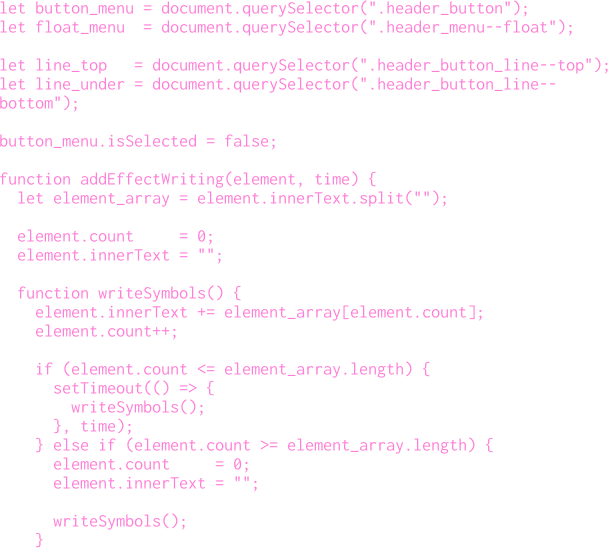 let button_menu = document.querySelector(".header_button");
let float_menu  = document.querySelector(".header_menu--float");

let line_top   = document.querySelector(".header_button_line--top");
let line_under = document.querySelector(".header_button_line--
bottom");

button_menu.isSelected = false;

function addEffectWriting(element, time) {
  let element_array = element.innerText.split("");

  element.count     = 0;
  element.innerText = "";

  function writeSymbols() {
    element.innerText += element_array[element.count];
    element.count++;

    if (element.count <= element_array.length) {
      setTimeout(() => {
        writeSymbols();
      }, time);
    } else if (element.count >= element_array.length) {
      element.count     = 0;
      element.innerText = "";

      writeSymbols();
    }